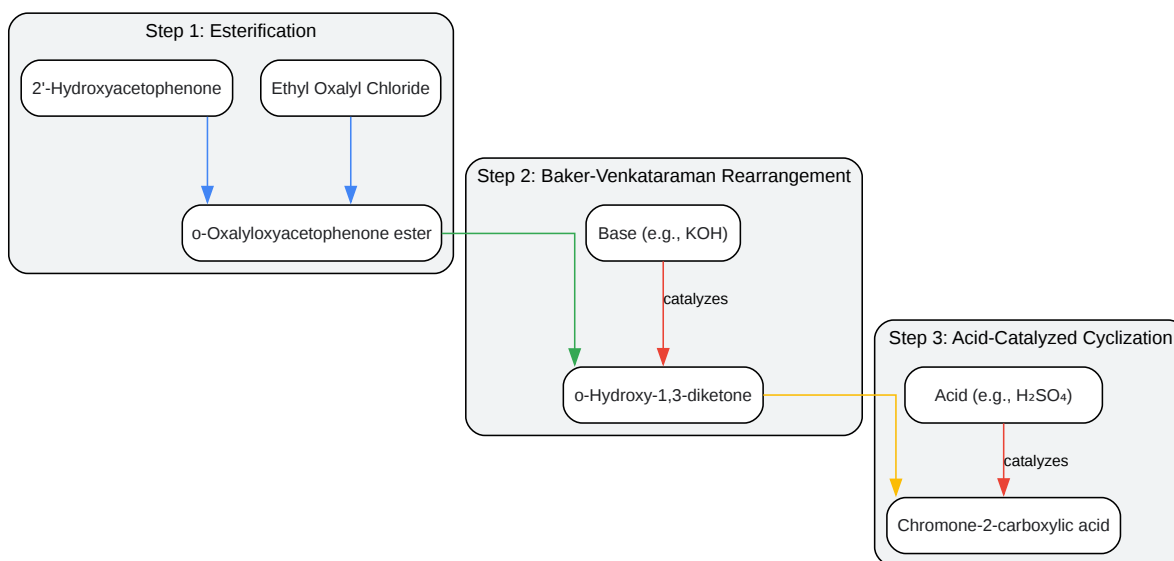 Step 1: Esterification
2'-Hydroxyacetophenone
Ethyl Oxalyl Chloride
o-Oxalyloxyacetophenone ester
Step 2: Baker-Venkataraman Rearrangement
Base (e.g., KOH)
catalyzes
o-Hydroxy-1,3-diketone
Step 3: Acid-Catalyzed Cyclization
Acid (e.g., H₂SO₄)
catalyzes
Chromone-2-carboxylic acid